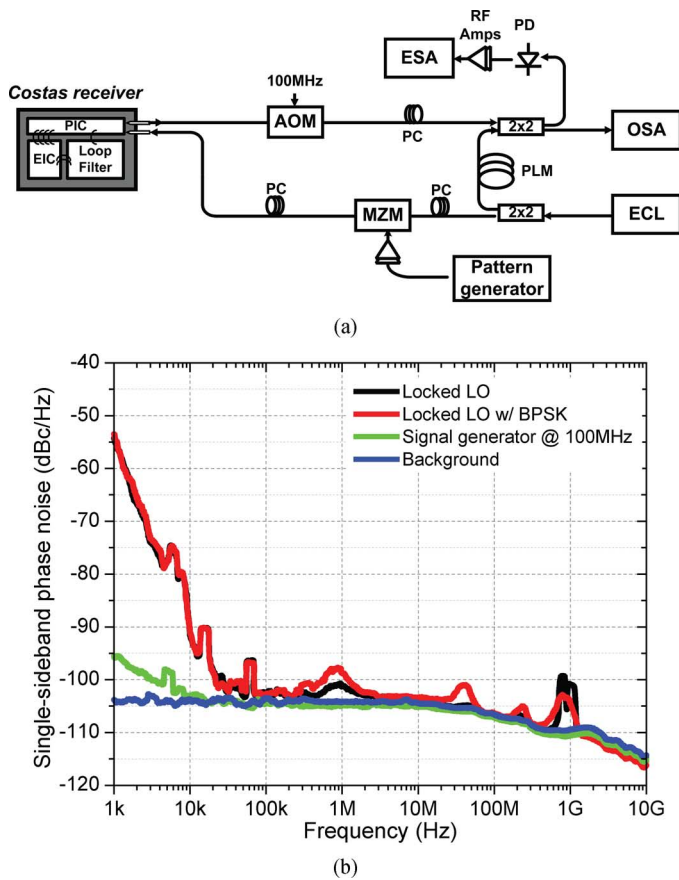 Costas receiver
PIC
EIC
Loop
Filter
100MHz
AOM
PC
ESA
RF
Amps
PD
2x2
OSA
PLM
PC
MZM
PC
2x2
ECL
Pattern
generator
(a)
Single-sideband phase noise (dBc/Hz)
-40
-50
-60
-70
-80
-90
-100
-110
-120
Locked LO
Locked LO w/ BPSK
Signal generator @ 100MHz
Background
1k
10k
100k
1M
10M
100M
1G
10G
Frequency (Hz)
(b)